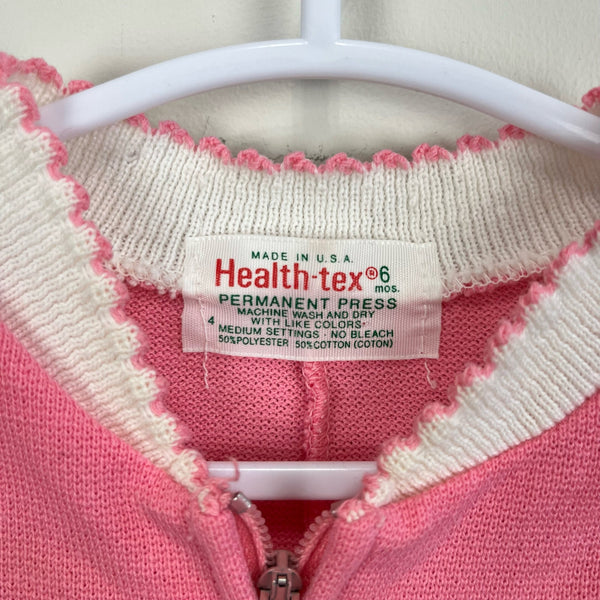 MADE IN U.S.A.
Health-tex® 6 mos.
PERMANENT PRESS
MACHINE WASH AND DRY
4 WITH LIKE COLORS
MEDIUM SETTINGS · NO BLEACH
50% POLYESTER 50% COTTON (COTON)